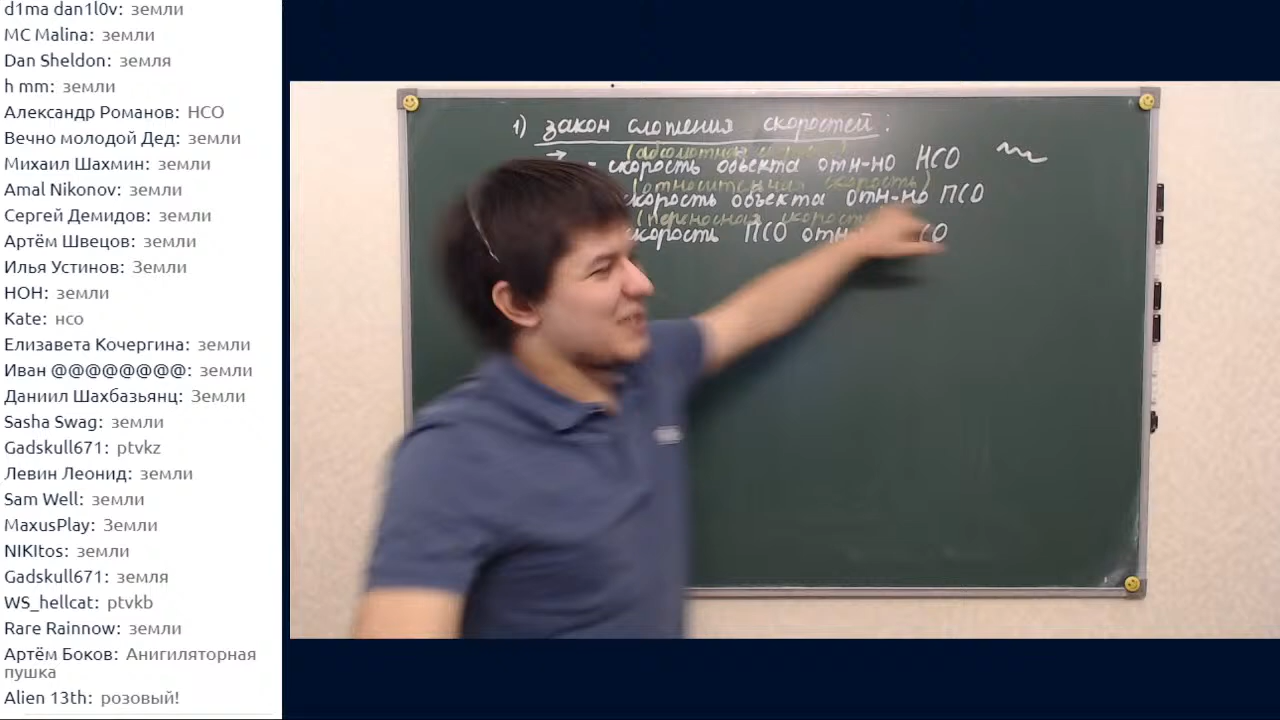 d1ma dan1l0v: земли
MC Malina: земли
Dan Sheldon: земля
h mm: земли
Александр Романов: НСО
Вечно молодой Дед: земли
Михаил Шахмин: земли
Amal Nikonov: земли
Сергей Демидов: земли
Артём Швецов: земли
Илья Устинов: Земли
НОН: земли
Kate: нсо
Елизавета Кочергина: земли
Иван @@@@@@@@: земли
Даниил Шахбазьянц: Земли
Sasha Swag: земли
Gadskull671: ptvkz
Левин Леонид: земли
Sam Well: земли
MaxusPlay: Земли
NIKItos: земли
Gadskull671: земля
WS_hellcat: ptvkb
Rare Rainnow: земли
Артём Боков: Анигиляторная
пушка
Alien 13th: розовый!
1) закон сложения скоростей:
(абсолютная скорость)
- скорость объекта отн-но НСО
(относительная скорость)
скорость объекта отн-но ПСО
(переносная скорость
скорость ПСО